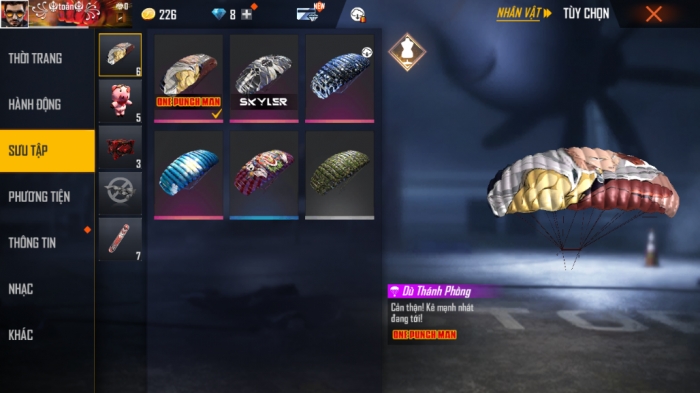 ΨtoànΨ
0
226
8
NEW
NHÂN VẬT
TÙY CHỌN
THỜI TRANG
HÀNH ĐỘNG
SƯU TẬP
PHƯƠNG TIỆN
THÔNG TIN
NHẠC
KHÁC
6
5
3
7
ONE PUNCH MAN
SKYLER
Dù Thánh Phồng
Cẩn thận! Kẻ mạnh nhất
đang tới!
ONE PUNCH MAN